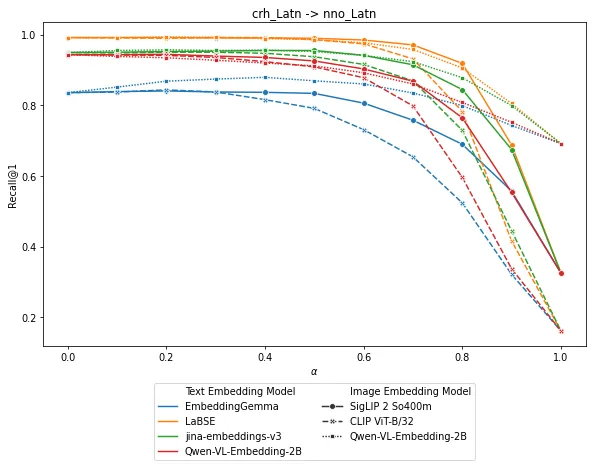 crh_Latn -> nno_Latn
Recall@1
1.0
0.8
0.6
0.4
0.2
0.0 0.2 0.4 0.6 0.8 1.0
α
Text Embedding Model
EmbeddingGemma
LaBSE
jina-embeddings-v3
Qwen-VL-Embedding-2B
Image Embedding Model
SigLIP 2 So400m
CLIP ViT-B/32
Qwen-VL-Embedding-2B